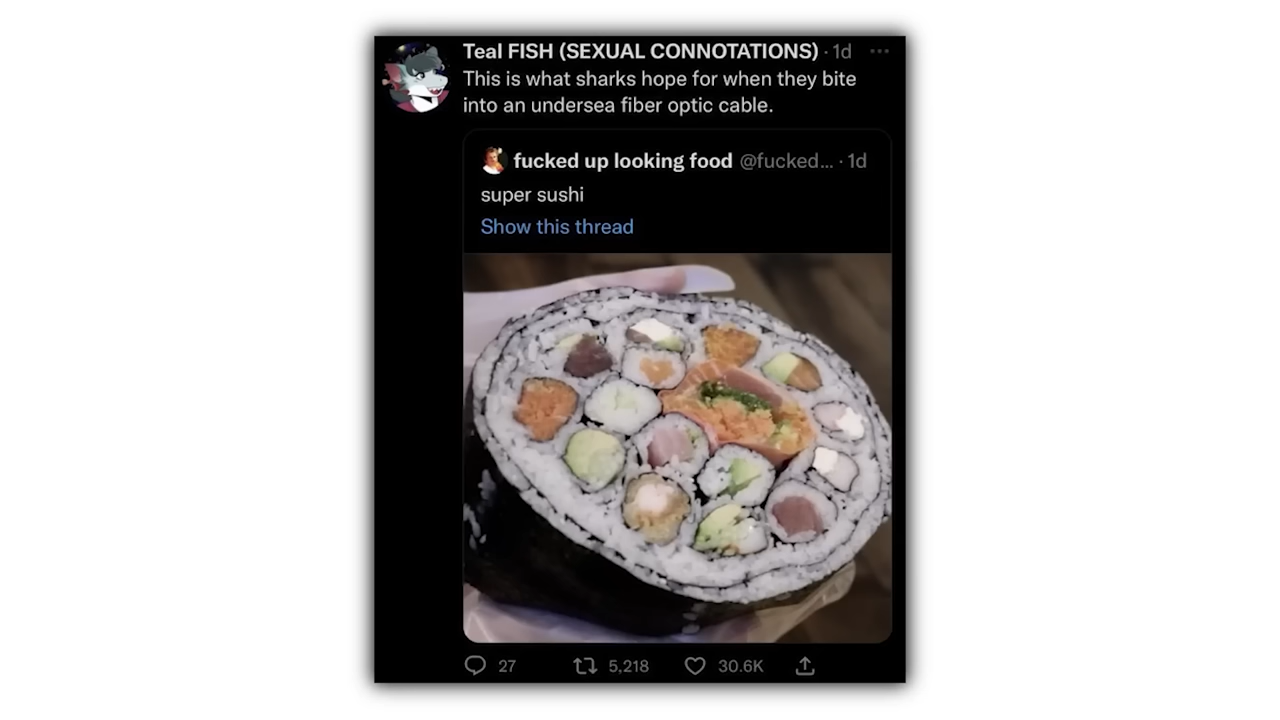 Teal FISH (SEXUAL CONNOTATIONS) · 1d ···
This is what sharks hope for when they bite
into an undersea fiber optic cable.
fucked up looking food @fucked... · 1d
super sushi
Show this thread
27 5,218 30.6K